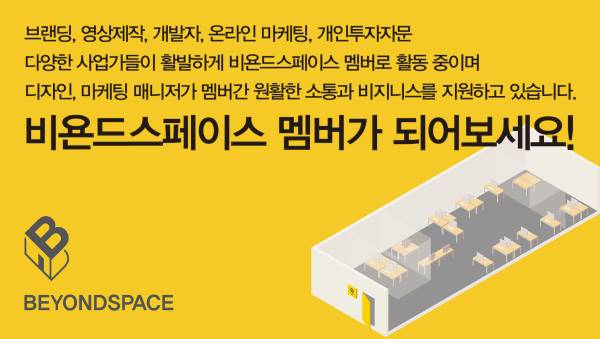 브랜딩, 영상제작, 개발자, 온라인 마케팅, 개인투자자문
다양한 사업가들이 활발하게 비욘드스페이스 멤버로 활동 중이며
디자인, 마케팅 매니저가 멤버간 원활한 소통과 비지니스를 지원하고 있습니다.
비욘드스페이스 멤버가 되어보세요!
BEYONDSPACE